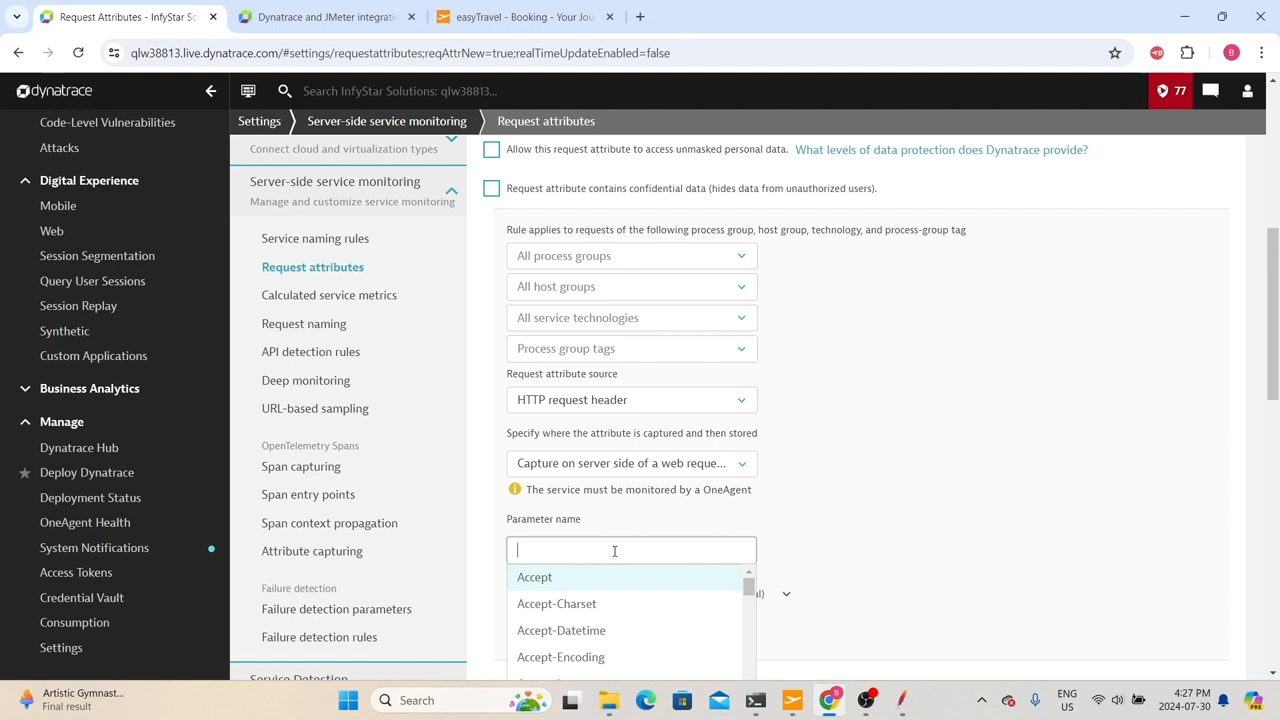 Request Attributes - InfyStar S
Dynatrace and JMeter integratio
easyTravel - Booking - Your Jou
qlw38813.live.dynatrace.com/#settings/requestattributes;reqAttrNew=true;realTimeUpdateEnabled=false
B
dynatrace
Search InfyStar Solutions: qlw38813...
77
Code-Level Vulnerabilities
Attacks
Digital Experience
Mobile
Web
Session Segmentation
Query User Sessions
Session Replay
Synthetic
Custom Applications
Business Analytics
Manage
Dynatrace Hub
Deploy Dynatrace
Deployment Status
OneAgent Health
System Notifications
Access Tokens
Credential Vault
Consumption
Settings
Settings
Server-side service monitoring
Request attributes
Connect cloud and virtualization types
Server-side service monitoring
Manage and customize service monitoring
Service naming rules
Request attributes
Calculated service metrics
Request naming
API detection rules
Deep monitoring
URL-based sampling
OpenTelemetry Spans
Span capturing
Span entry points
Span context propagation
Attribute capturing
Failure detection
Failure detection parameters
Failure detection rules
Service Detection
Allow this request attribute to access unmasked personal data. What levels of data protection does Dynatrace provide?
Request attribute contains confidential data (hides data from unauthorized users).
Rule applies to requests of the following process group, host group, technology, and process-group tag
All process groups
All host groups
All service technologies
Process group tags
Request attribute source
HTTP request header
Specify where the attribute is captured and then stored
Capture on server side of a web reque...
The service must be monitored by a OneAgent
Parameter name
Accept
Accept-Charset
Accept-Datetime
Accept-Encoding
al)
Artistic Gymnast...
Final result
Search
ENG
US
4:27 PM
2024-07-30